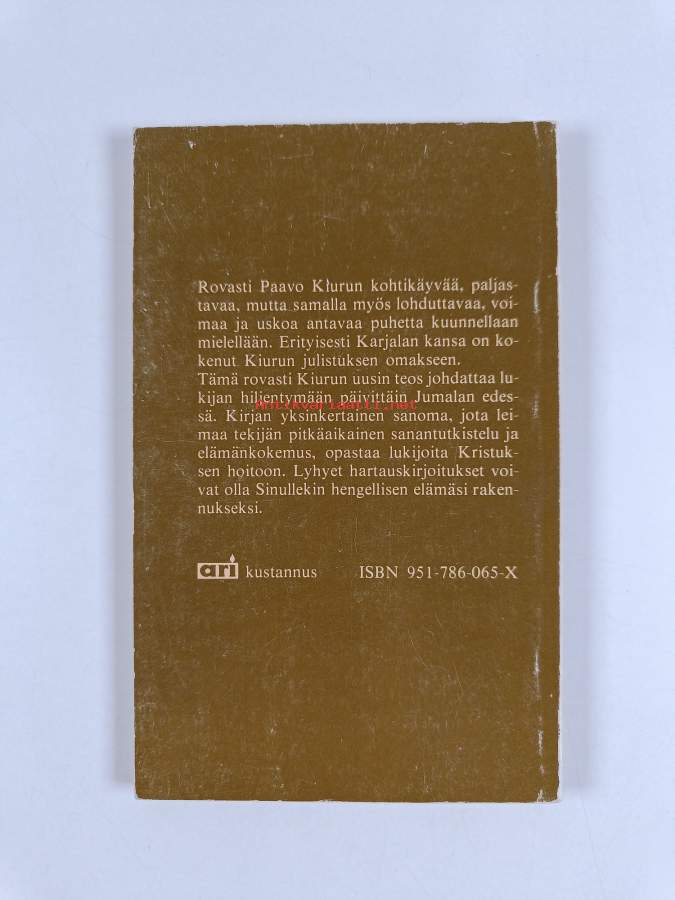 Rovasti Paavo Kiurun kohtikäyvää, paljas-
tavaa, mutta samalla myös lohduttavaa, voi-
maa ja uskoa antavaa puhetta kuunnellaan
mielellään. Erityisesti Karjalan kansa on ko-
kenut Kiurun julistuksen omakseen.
Tämä rovasti Kiurun uusin teos johdattaa lu-
kijan hiljentymään päivittäin Jumalan edes-
Antikvariaatti.net
sä. Kirjan yksinkertainen sanoma, jota lei-
maa tekijän pitkäaikainen sanantutkistelu ja
elämänkokemus, opastaa lukijoita Kristuk-
sen hoitoon. Lyhyet hartauskirjoitukset voi-
vat olla Sinullekin hengellisen elämäsi raken-
nukseksi.
ari kustannus ISBN 951-786-065-X